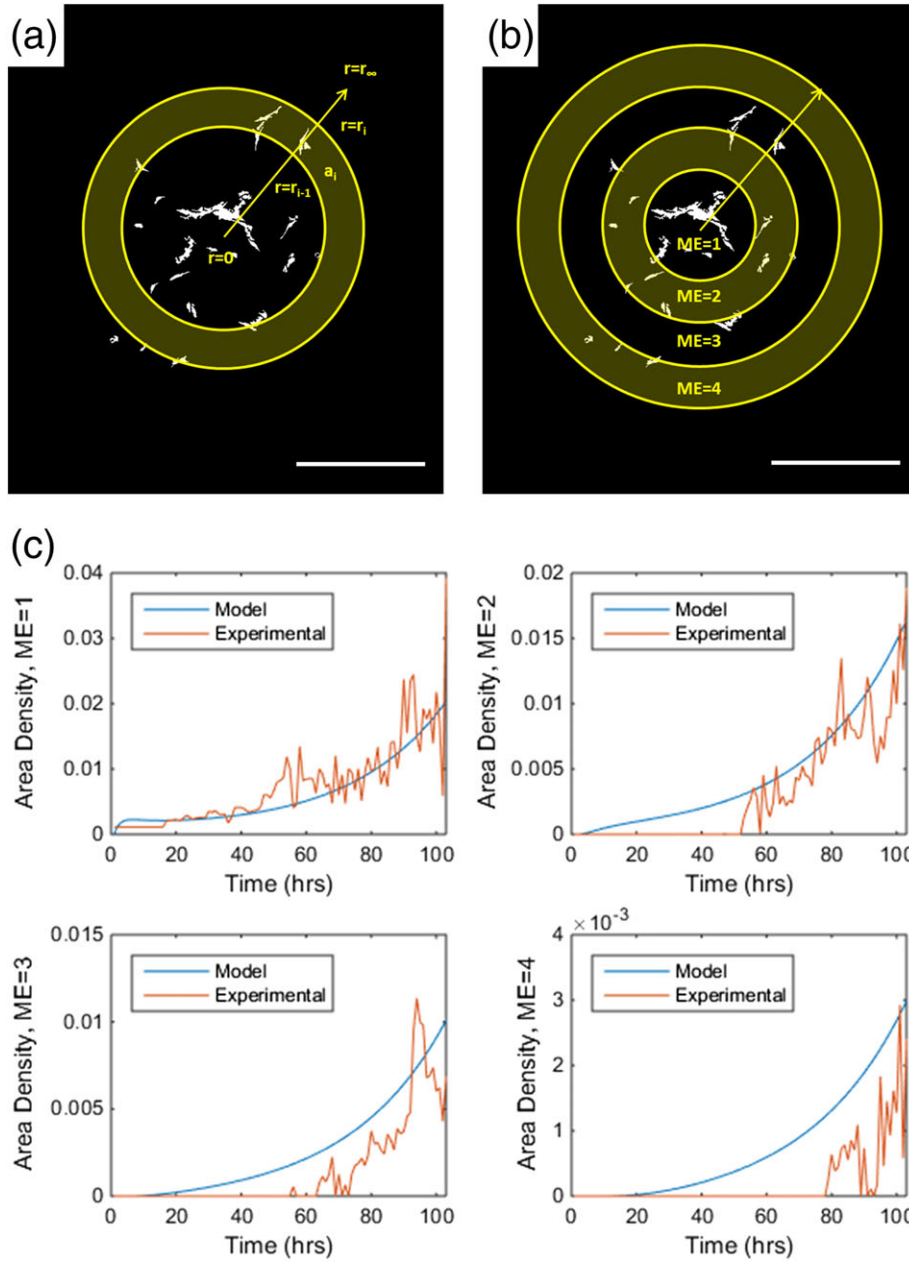 (a)
r=r∞
r=ri
ai
r=ri-1
r=0
(b)
ME=1
ME=2
ME=3
ME=4
(c)
0.04
0.03
0.02
0.01
0
Area Density, ME=1
Model
Experimental
0 20 40 60 80 100
Time (hrs)
0.02
0.015
0.01
0.005
0
Area Density, ME=2
Model
Experimental
0 20 40 60 80 100
Time (hrs)
0.015
0.01
0.005
0
Area Density, ME=3
Model
Experimental
0 20 40 60 80 100
Time (hrs)
× 10-3
4
3
2
1
0
Area Density, ME=4
Model
Experimental
0 20 40 60 80 100
Time (hrs)